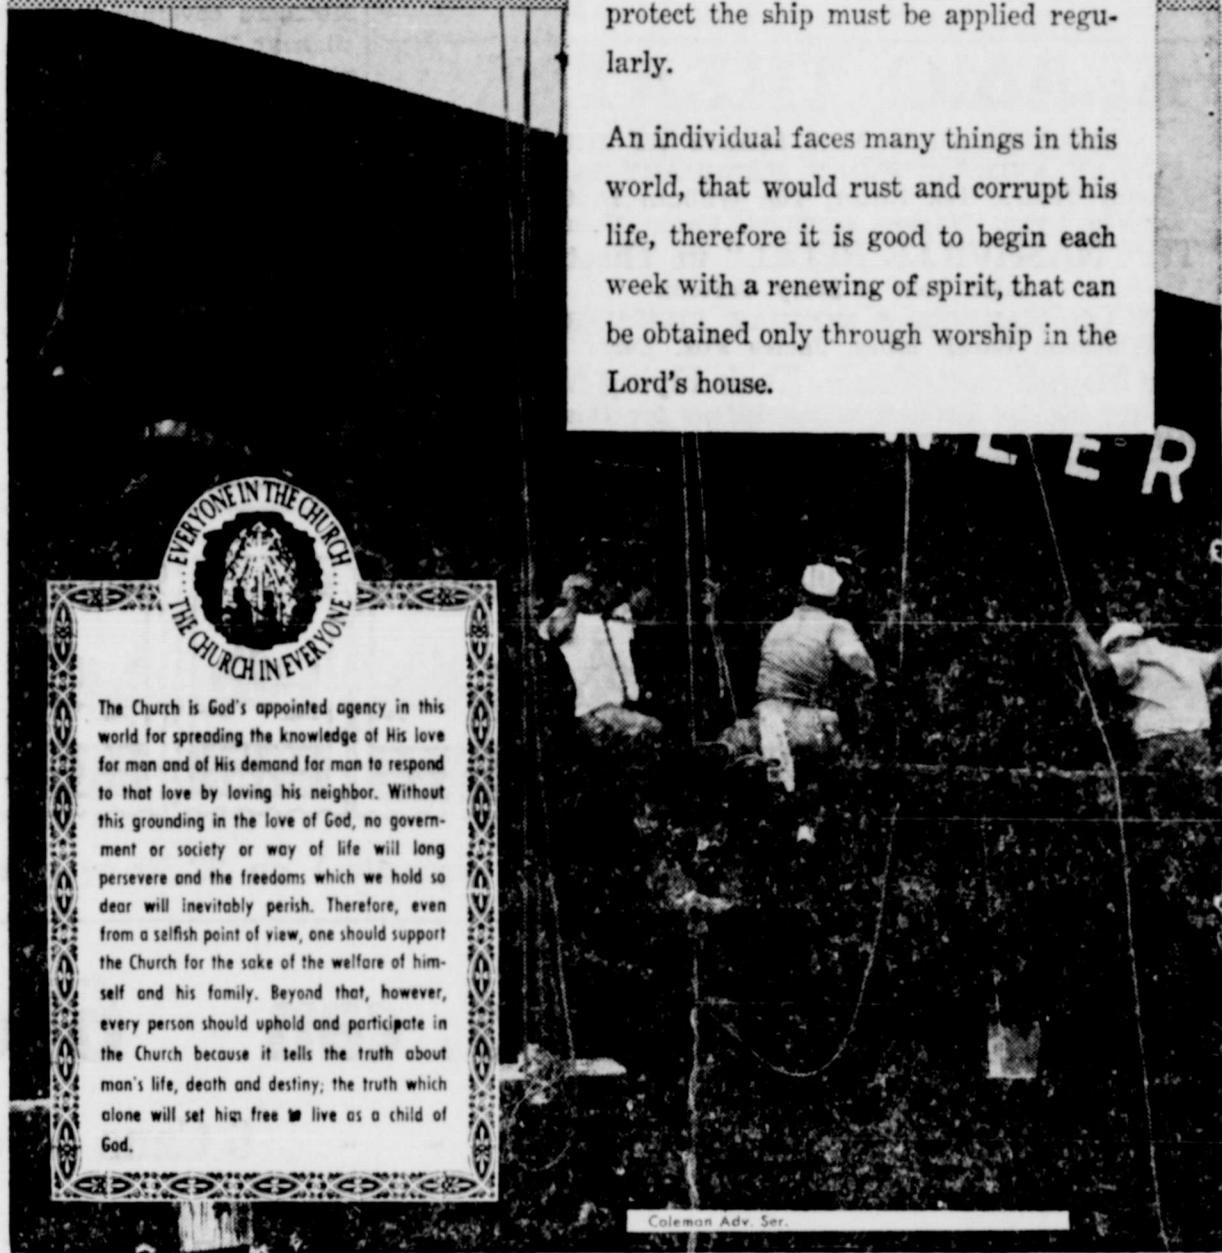 protect the ship must be applied regu-
larly.
An individual faces many things in this
world, that would rust and corrupt his
life, therefore it is good to begin each
week with a renewing of spirit, that can
be obtained only through worship in the
Lord's house.
LER
EVERYONE IN THE CHURCH ...
THE CHURCH IN EVERYONE ...
The Church is God's appointed agency in this
world for spreading the knowledge of His love
for man and of His demand for man to respond
to that love by loving his neighbor. Without
this grounding in the love of God, no govern-
ment or society or way of life will long
persevere and the freedoms which we hold so
dear will inevitably perish. Therefore, even
from a selfish point of view, one should support
the Church for the sake of the welfare of him-
self and his family. Beyond that, however,
every person should uphold and participate in
the Church because it tells the truth about
man's life, death and destiny; the truth which
alone will set him free to live as a child of
God.
Coleman Adv. Ser.